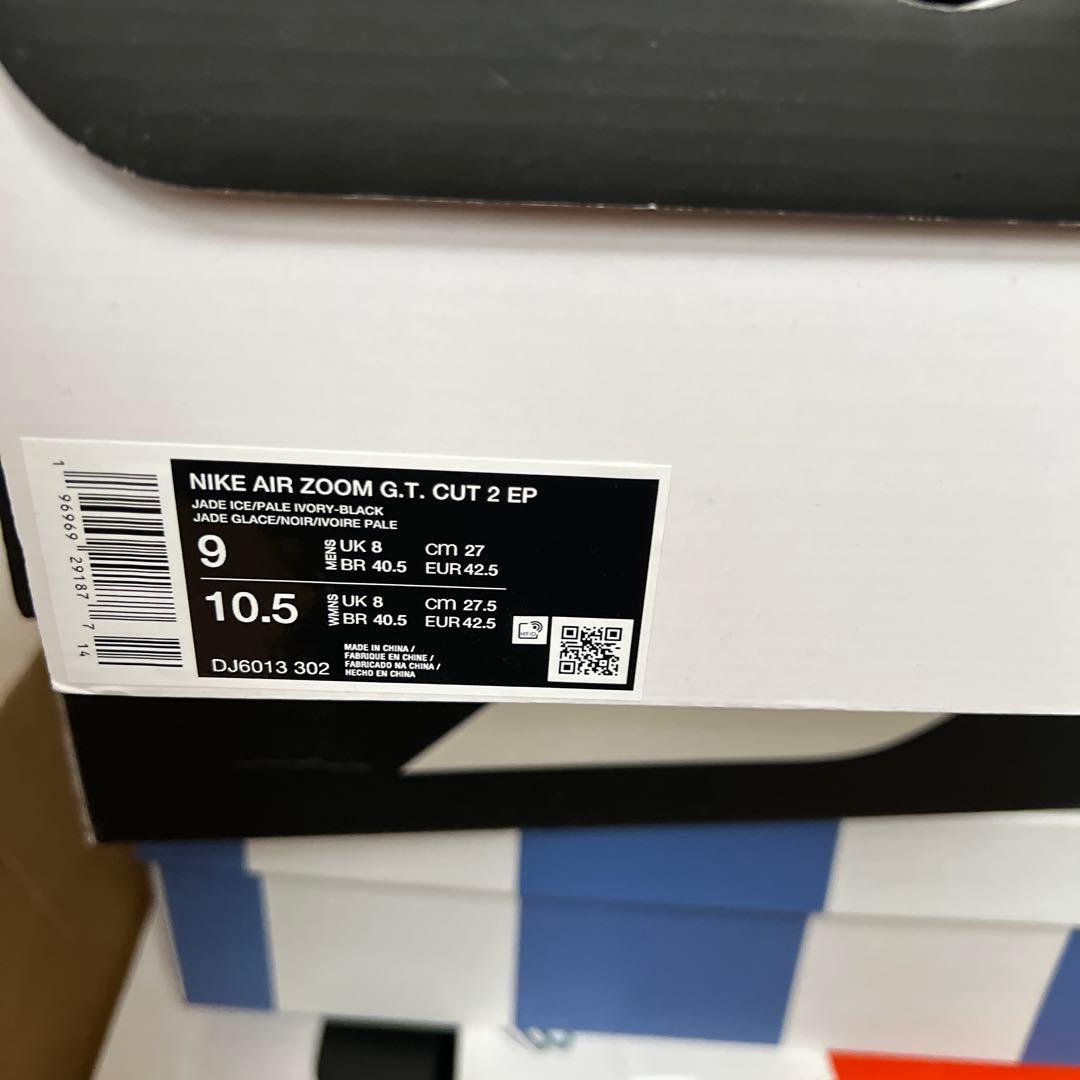 NIKE AIR ZOOM G.T. CUT 2 EP
JADE ICE/PALE IVORY-BLACK
JADE GLACE/NOIR/IVOIRE PALE
9 MENS UK 8 cm 27
BR 40.5 EUR 42.5
10.5 WMNS UK 8 cm 27.5
BR 40.5 EUR 42.5
DJ6013 302
MADE IN CHINA /
FABRIQUE EN CHINE /
FABRICADO NA CHINA /
HECHO EN CHINA
1 96969 29187 7 14